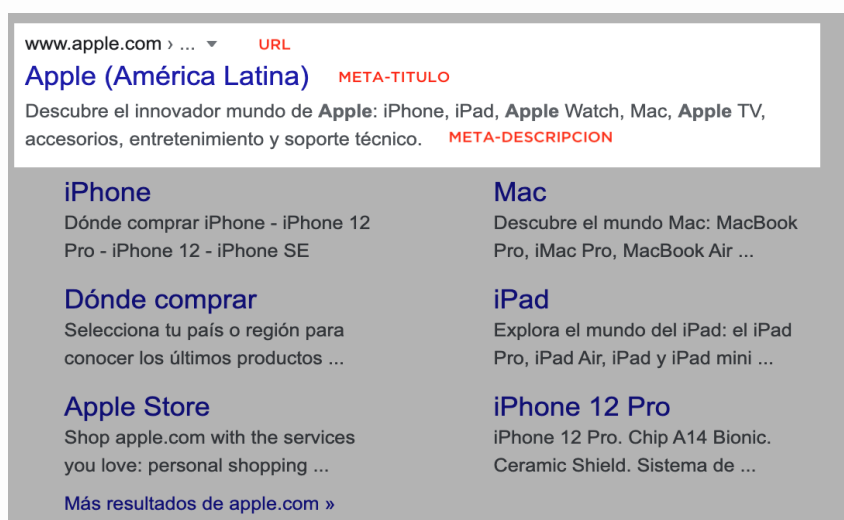 www.apple.com › ... ▼ URL
Apple (América Latina) META-TITULO
Descubre el innovador mundo de Apple: iPhone, iPad, Apple Watch, Mac, Apple TV,
accesorios, entretenimiento y soporte técnico. META-DESCRIPCION
iPhone
Dónde comprar iPhone - iPhone 12
Pro - iPhone 12 - iPhone SE
Mac
Descubre el mundo Mac: MacBook
Pro, iMac Pro, MacBook Air ...
Dónde comprar
Selecciona tu país o región para
conocer los últimos productos ...
iPad
Explora el mundo del iPad: el iPad
Pro, iPad Air, iPad y iPad mini ...
Apple Store
Shop apple.com with the services
you love: personal shopping ...
iPhone 12 Pro
iPhone 12 Pro. Chip A14 Bionic.
Ceramic Shield. Sistema de ...
Más resultados de apple.com »